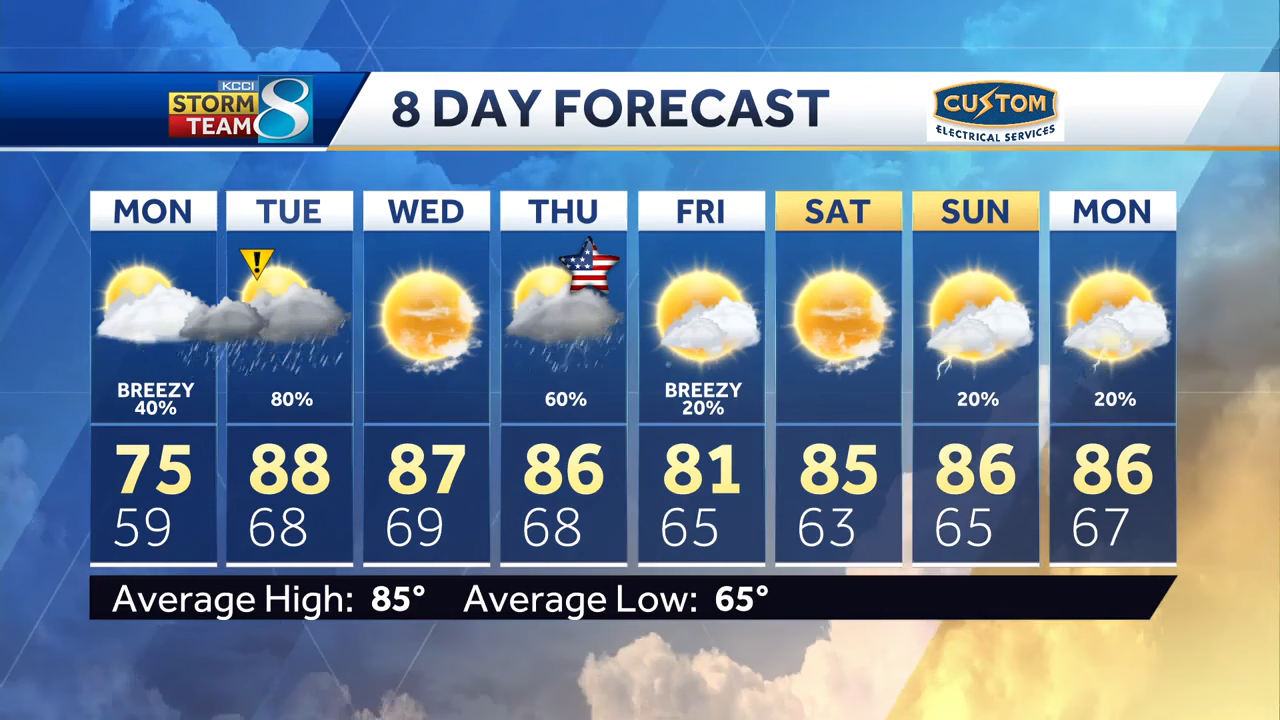 KCCI
STORM
TEAM 8
8 DAY FORECAST
CUSTOM
ELECTRICAL SERVICES
MON TUE WED THU FRI SAT SUN MON
!
BREEZY BREEZY
40% 80% 60% 20% 20% 20%
75 88 87 86 81 85 86 86
59 68 69 68 65 63 65 67
Average High: 85° Average Low: 65°